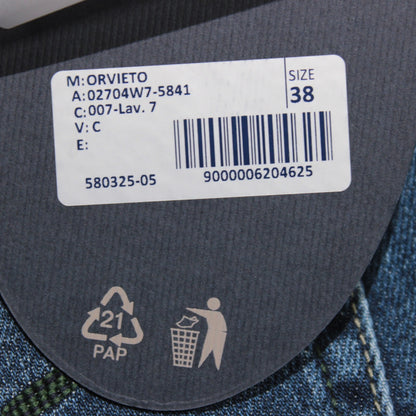 M: ORVIETO
A: 02704W7-5841
C: 007-Lav. 7
V: C
E:
SIZE
38
580325-05
9000006204625
21
PAP